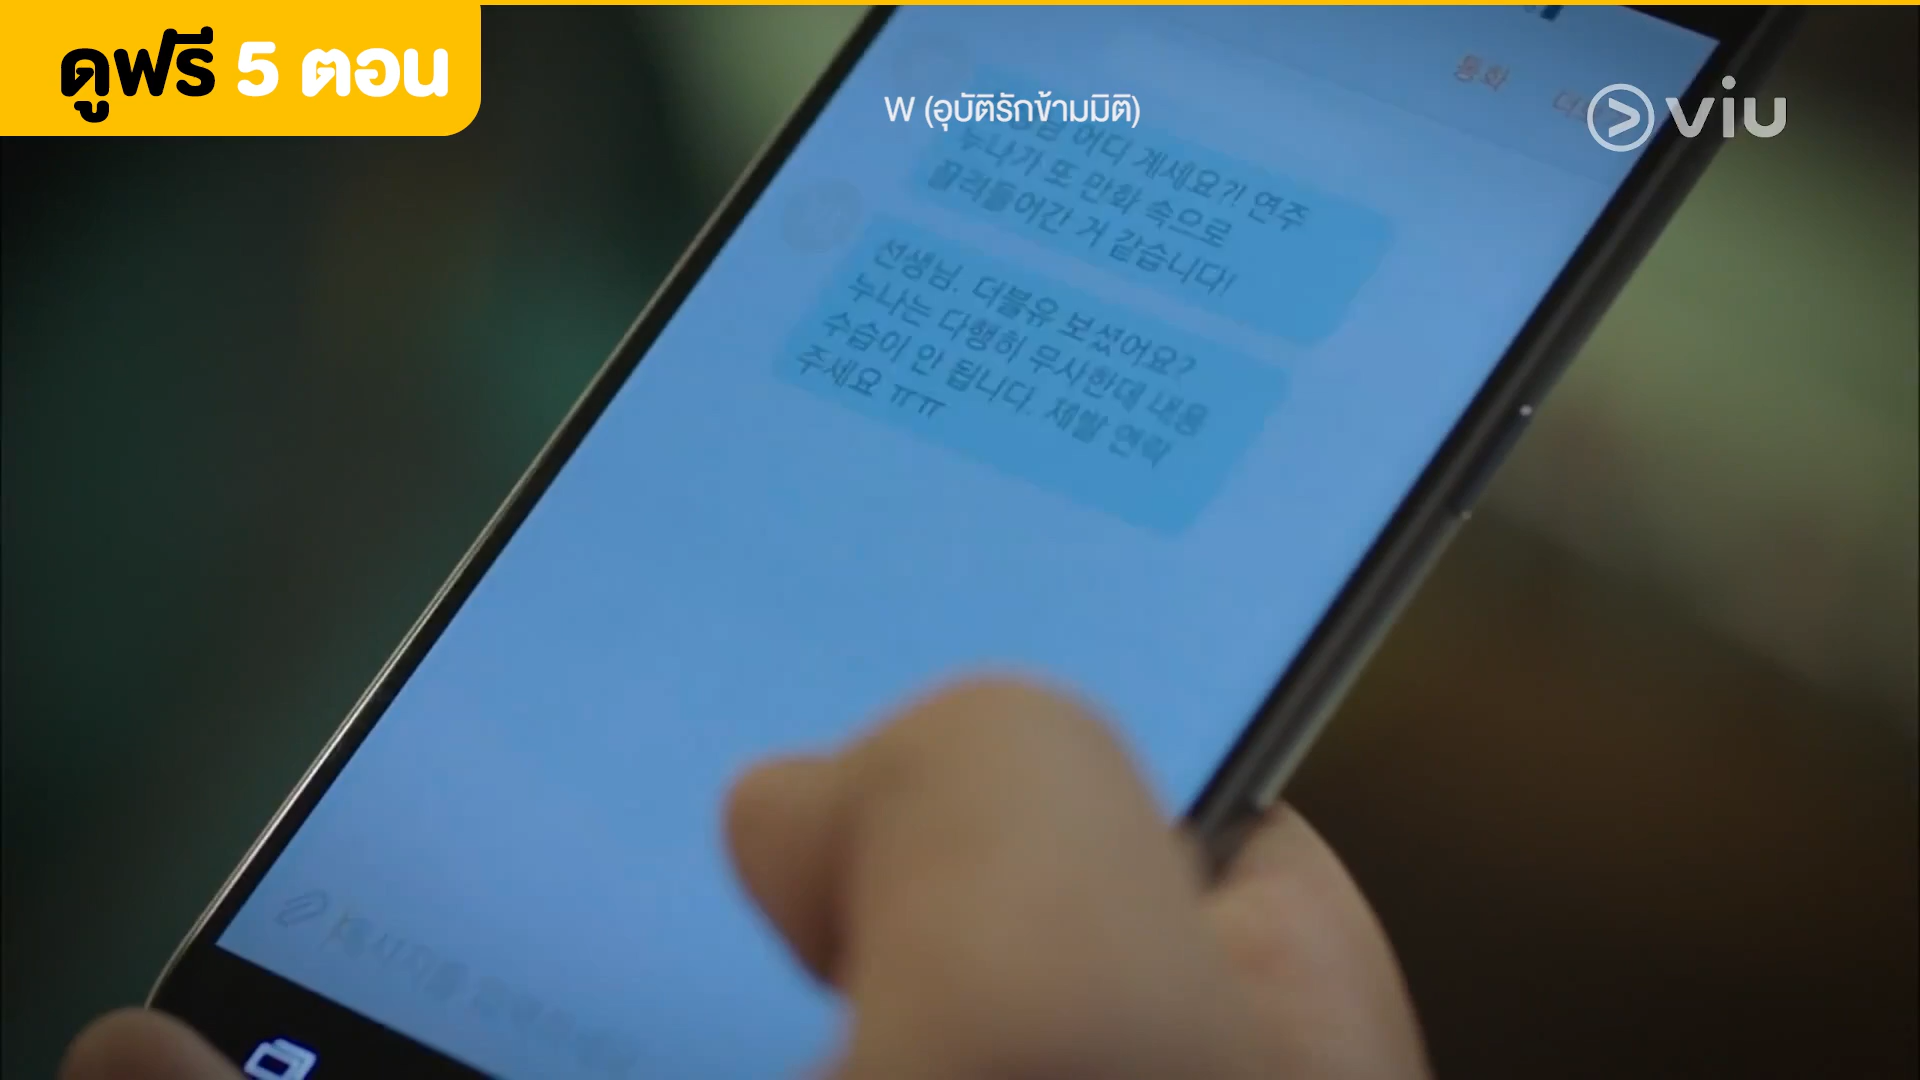 ดูฟรี 5 ตอน
W (อุบัติรักข้ามมิติ)
viu
통화
어디 계세요?! 연주
누나가 또 만화 속으로
끌려들어간 거 같습니다!
선생님. 더블유 보셨어요?
누나는 다행히 무사한데 내용
수습이 안 됩니다. 제발 연락
주세요 ㅠㅠ